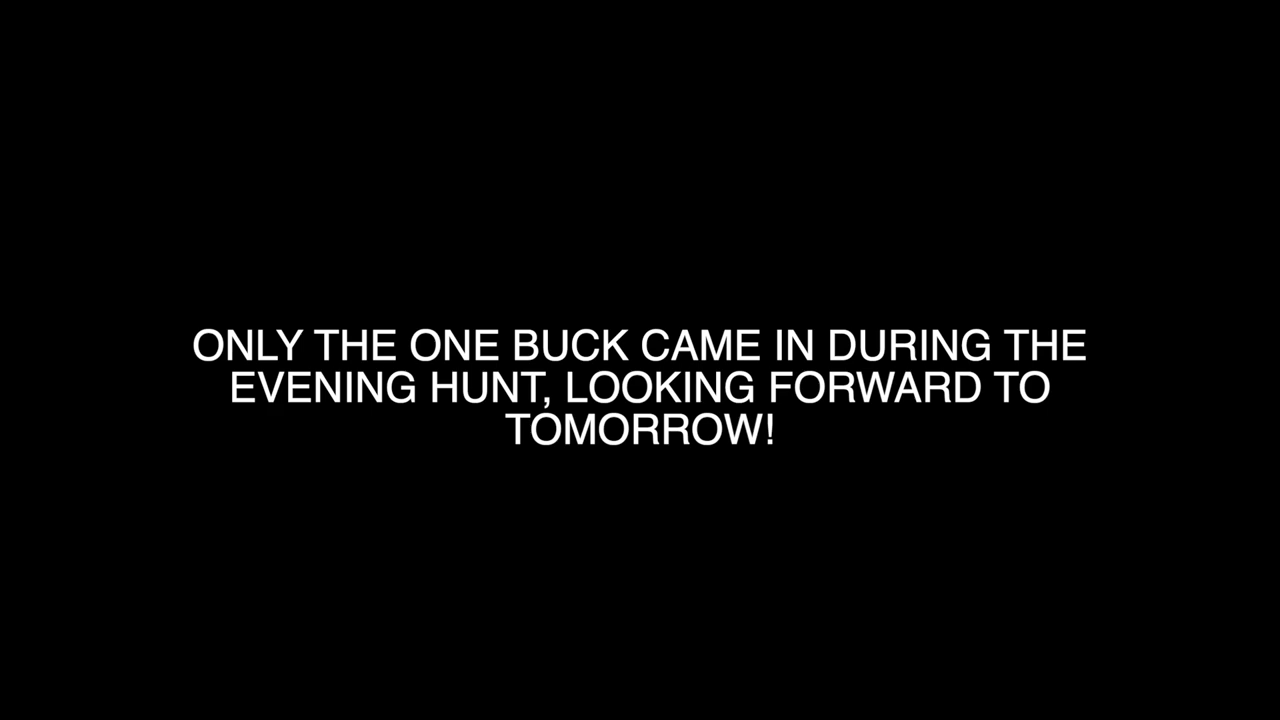 ONLY THE ONE BUCK CAME IN DURING THE
EVENING HUNT, LOOKING FORWARD TO
TOMORROW!